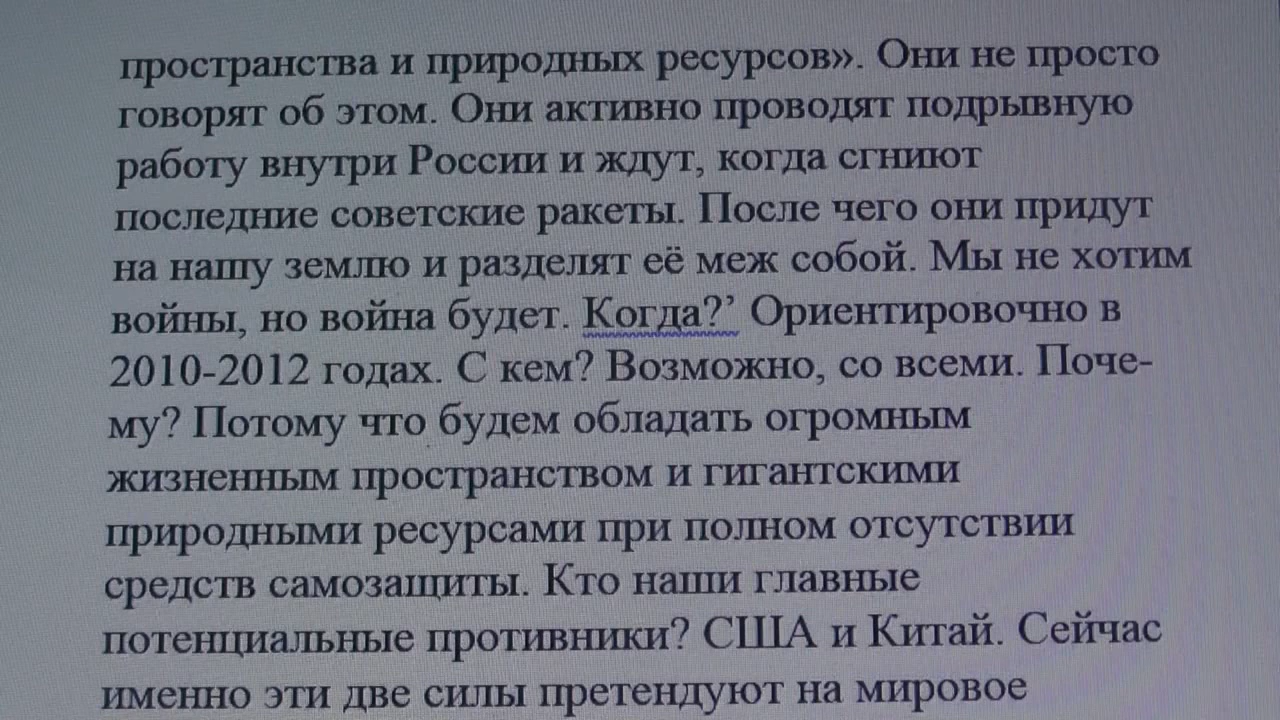 пространства и природных ресурсов». Они не просто
говорят об этом. Они активно проводят подрывную
работу внутри России и ждут, когда сгниют
последние советские ракеты. После чего они придут
на нашу землю и разделят её меж собой. Мы не хотим
войны, но война будет. Когда?’ Ориентировочно в
2010-2012 годах. С кем? Возможно, со всеми. Поче-
му? Потому что будем обладать огромным
жизненным пространством и гигантскими
природными ресурсами при полном отсутствии
средств самозащиты. Кто наши главные
потенциальные противники? США и Китай. Сейчас
именно эти две силы претендуют на мировое